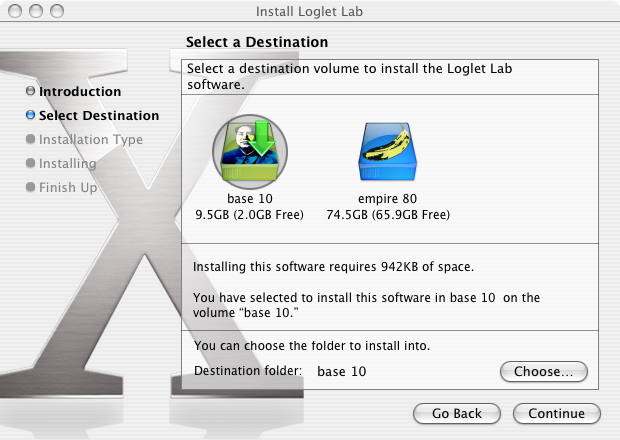 Install Loglet Lab
Select a Destination
Introduction
Select Destination
Installation Type
Installing
Finish Up
Select a destination volume to install the Loglet Lab
software.
base 10
9.5GB (2.0GB Free)
empire 80
74.5GB (65.9GB Free)
Installing this software requires 942KB of space.
You have selected to install this software in base 10  on the
volume “base 10.”
You can choose the folder to install into.
Destination folder: base 10
Choose...
Go Back
Continue